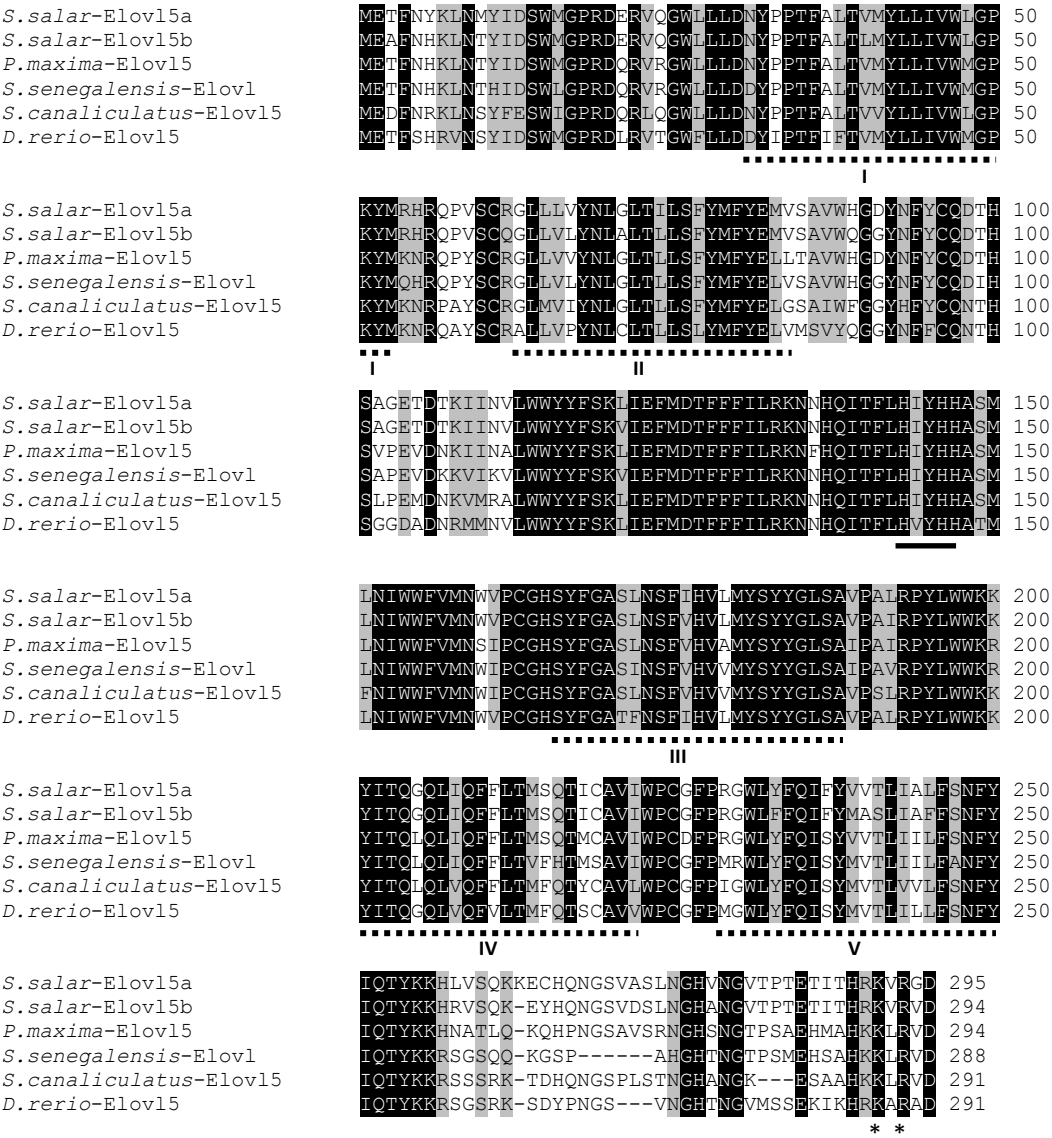 S.salar-Elovl5a METFNYKLNMYIDSWMGPRDERVQGWLLLDNYPPTFALTVMYLLIVWLGP 50
S.salar-Elovl5b MEAFNHKLNTYIDSWMGPRDERVQGWLLLDNYPPTFALTLMYLLIVWLGP 50
P.maxima-Elovl5 METFNHKLNTYIDSWMGPRDQRVRGWLLLDNYPPTFALTVMYLLIVWMGP 50
S.senegalensis-Elovl METFNHKLNTHIDSWLGPRDQRVRGWLLLDDYPPTFALTVMYLLIVWMGP 50
S.canaliculatus-Elovl5 MEDFNRKLNSYFESWIGPRDQRLQGWLLLDNYPPTFALTVVYLLIVWMGP 50
D.rerio-Elovl5 METFSHRVNSYIDSWMGPRDLRVTGWFLLDDYIPTFIFTVMYLLIVWMGP 50
I
S.salar-Elovl5a KYMRHRQPVSCRGLLLVYNLGLTILSFYMFYEMVSAVWHGDYNFYCQDTH 100
S.salar-Elovl5b KYMRHRQPVSCQGLLVLYNLALTLLSFYMFYEMVSAVWQGGYNFYCQDTH 100
P.maxima-Elovl5 KYMKNRQPYSCRGLLVVYNLGLTLLSFYMFYELLTAVWHGDYNFYCQDTH 100
S.senegalensis-Elovl KYMQHRQPYSCRGLLVLYNLGLTLLSFYMFYELVSAVWHGGYNFYCQDIH 100
S.canaliculatus-Elovl5 KYMKNRPAYSCRGLMVIYNLGLTLLSFYMFYELGSAIWFGGYHFYCQNTH 100
D.rerio-Elovl5 KYMKNRQAYSCRALLVPYNLCLTLLSLYMFYELVMSVYQGGYNFFCQNTH 100
I II
S.salar-Elovl5a SAGETDTKIINVLWWYYFSKLIEFMDTFFFILRKNNHQITFLHIYHHASM 150
S.salar-Elovl5b SAGETDTKIINVLWWYYFSKVIEFMDTFFFILRKNNHQITFLHIYHHASM 150
P.maxima-Elovl5 SVPEVDNKIINALWWYYFSKLIEFMDTFFFILRKNFHQITFLHIYHHASM 150
S.senegalensis-Elovl SAPEVDKKVIKVLWWYYFSKVIEFMDTFFFILRKNNHQITFLHIYHHASM 150
S.canaliculatus-Elovl5 SLPEMDNKVMRALWWYYFSKLIEFMDTFFFILRKNNHQITFLHIYHHASM 150
D.rerio-Elovl5 SGGDADNRMMNVLWWYYFSKLIEFMDTFFFILRKNNHQITFLHVYHHATM 150
S.salar-Elovl5a LNIWWFVMNWVPCGHSYFGASLNSFIHVLMYSYYGLSAVPALRPYLWWKK 200
S.salar-Elovl5b LNIWWFVMNWVPCGHSYFGASLNSFVHVLMYSYYGLSAVPAIRPYLWWKK 200
P.maxima-Elovl5 LNIWWFVMNSIPCGHSYFGASLNSFVHVAMYSYYGLSAIPAIRPYLWWKR 200
S.senegalensis-Elovl LNIWWFVMNWIPCGHSYFGASLNSFVHVVMYSYYGLSAIPAVRPYLWWKR 200
S.canaliculatus-Elovl5 FNIWWFVMNWIPCGHSYFGASLNSFVHVVMYSYYGLSAVPSLRPYLWWKK 200
D.rerio-Elovl5 LNIWWFVMNWVPCGHSYFGATFNSFIHVLMYSYYGLSAVPALRPYLWWKK 200
III
S.salar-Elovl5a YITQGQLIQFFLTMSQTICAVIWPCGFPRGWLYFQIFYVVTLIALFSNFY 250
S.salar-Elovl5b YITQGQLIQFFLTMSQTICAVIWPCGFPRGWLFFQIFYMASLIAFFSNFY 250
P.maxima-Elovl5 YITQLQLIQFFLTMSQTMCAVIWPCDFPRGWLYFQISYVVTLIILFSNFY 250
S.senegalensis-Elovl YITQLQLIQFFLTVFHTMSAVIWPCGFPMRWLYFQISYMVTLIILFANFY 250
S.canaliculatus-Elovl5 YITQLQLVQFFLTMFQTYCAVLWPCGFPIGWLYFQISYMVTLVVLFSNFY 250
D.rerio-Elovl5 YITQGQLVQFVLTMFQTSCAVVWPCGFPMGWLYFQISYMVTLILLFSNFY 250
IV V
S.salar-Elovl5a IQTYKKHLVSQKKECHQNGSVASLNGHVNGVTPTETITHRKVRGD 295
S.salar-Elovl5b IQTYKKHRVSQK-EYHQNGSVDSLNGHANGVTPTETITHRKVRVD 294
P.maxima-Elovl5 IQTYKKHNATLQ-KQHPNGSAVSRNGHSNGTPSAEHMAHKKLRVD 294
S.senegalensis-Elovl IQTYKKRSGSQQ-KGSP------AHGHTNGTPSMEHSAHKKLRVD 288
S.canaliculatus-Elovl5 IQTYKKRSSSRK-TDHQNGSPLSTNGHANGK---ESAAHKKLRVD 291
D.rerio-Elovl5 IQTYKKRSGSRK-SDYPNGS---VNGHTNGVMSSEKIKHRKARAD 291
* *